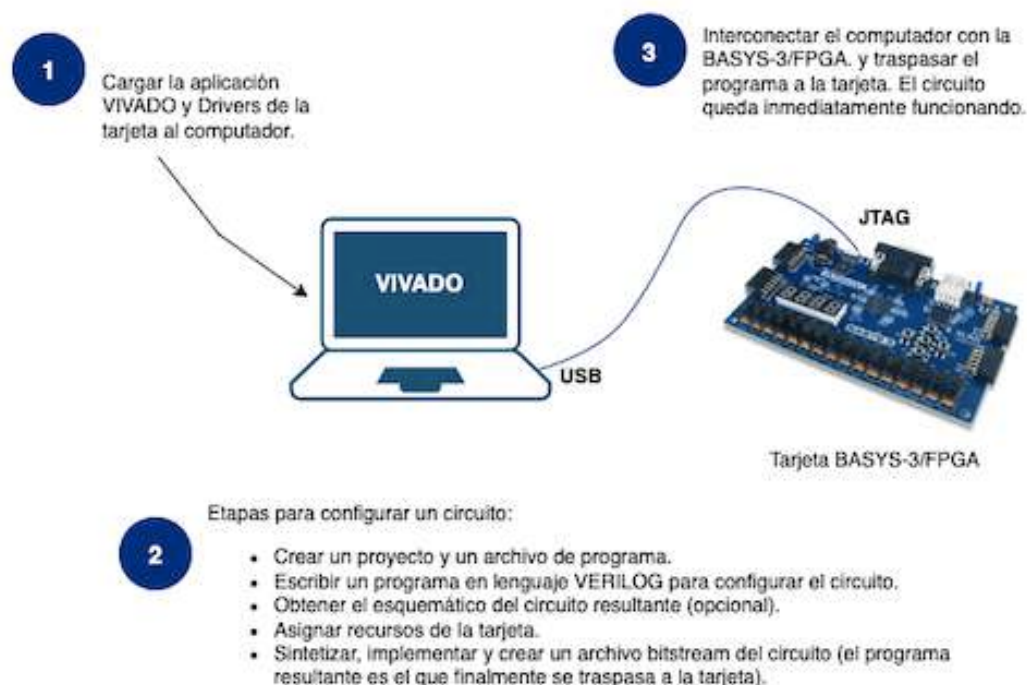 1
Cargar la aplicación
VIVADO y Drivers de la
tarjeta al computador.
3
Interconectar el computador con la
BASYS-3/FPGA. y traspasar el
programa a la tarjeta. El circuito
queda inmediatamente funcionando.
VIVADO
USB
JTAG
Tarjeta BASYS-3/FPGA
2
Etapas para configurar un circuito:
• Crear un proyecto y un archivo de programa.
• Escribir un programa en lenguaje VERILOG para configurar el circuito.
• Obtener el esquemático del circuito resultante (opcional).
• Asignar recursos de la tarjeta.
• Sintetizar, implementar y crear un archivo bitstream del circuito (el programa
resultante es el que finalmente se traspasa a la tarjeta).